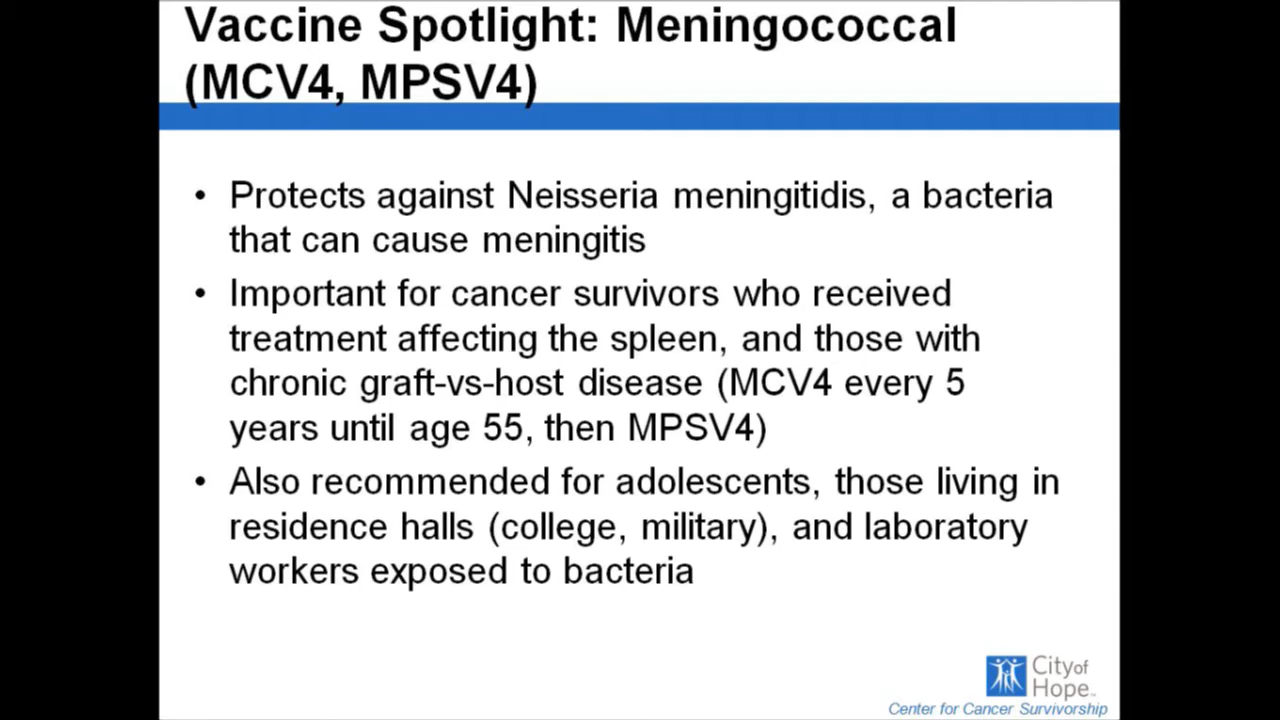 Vaccine Spotlight: Meningococcal
(MCV4, MPSV4)
• Protects against Neisseria meningitidis, a bacteria
that can cause meningitis
• Important for cancer survivors who received
treatment affecting the spleen, and those with
chronic graft-vs-host disease (MCV4 every 5
years until age 55, then MPSV4)
• Also recommended for adolescents, those living in
residence halls (college, military), and laboratory
workers exposed to bacteria
City of
Hope™
Center for Cancer Survivorship